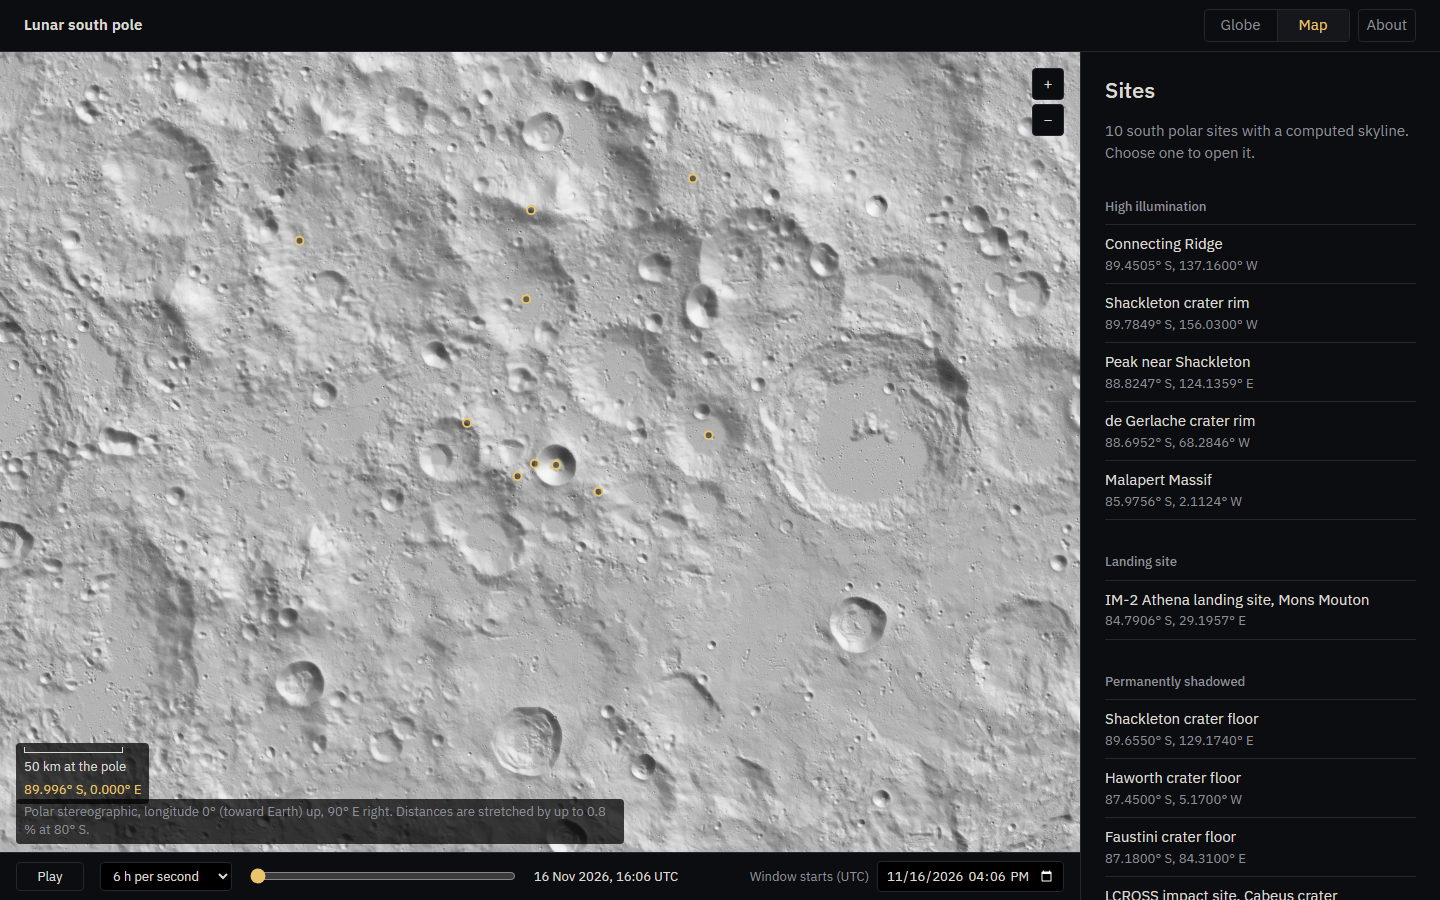 Lunar south pole
Globe
Map
About
+
−
Sites
10 south polar sites with a computed skyline.
Choose one to open it.
High illumination
Connecting Ridge
89.4505° S, 137.1600° W
Shackleton crater rim
89.7849° S, 156.0300° W
Peak near Shackleton
88.8247° S, 124.1359° E
de Gerlache crater rim
88.6952° S, 68.2846° W
Malapert Massif
85.9756° S, 2.1124° W
Landing site
IM-2 Athena landing site, Mons Mouton
84.7906° S, 29.1957° E
Permanently shadowed
Shackleton crater floor
89.6550° S, 129.1740° E
Haworth crater floor
87.4500° S, 5.1700° W
Faustini crater floor
87.1800° S, 84.3100° E
LCROSS impact site, Cabeus crater
50 km at the pole
89.996° S, 0.000° E
Polar stereographic, longitude 0° (toward Earth) up, 90° E right. Distances are stretched by up to 0.8
% at 80° S.
Play
6 h per second
16 Nov 2026, 16:06 UTC
Window starts (UTC)
11/16/2026 04:06 PM